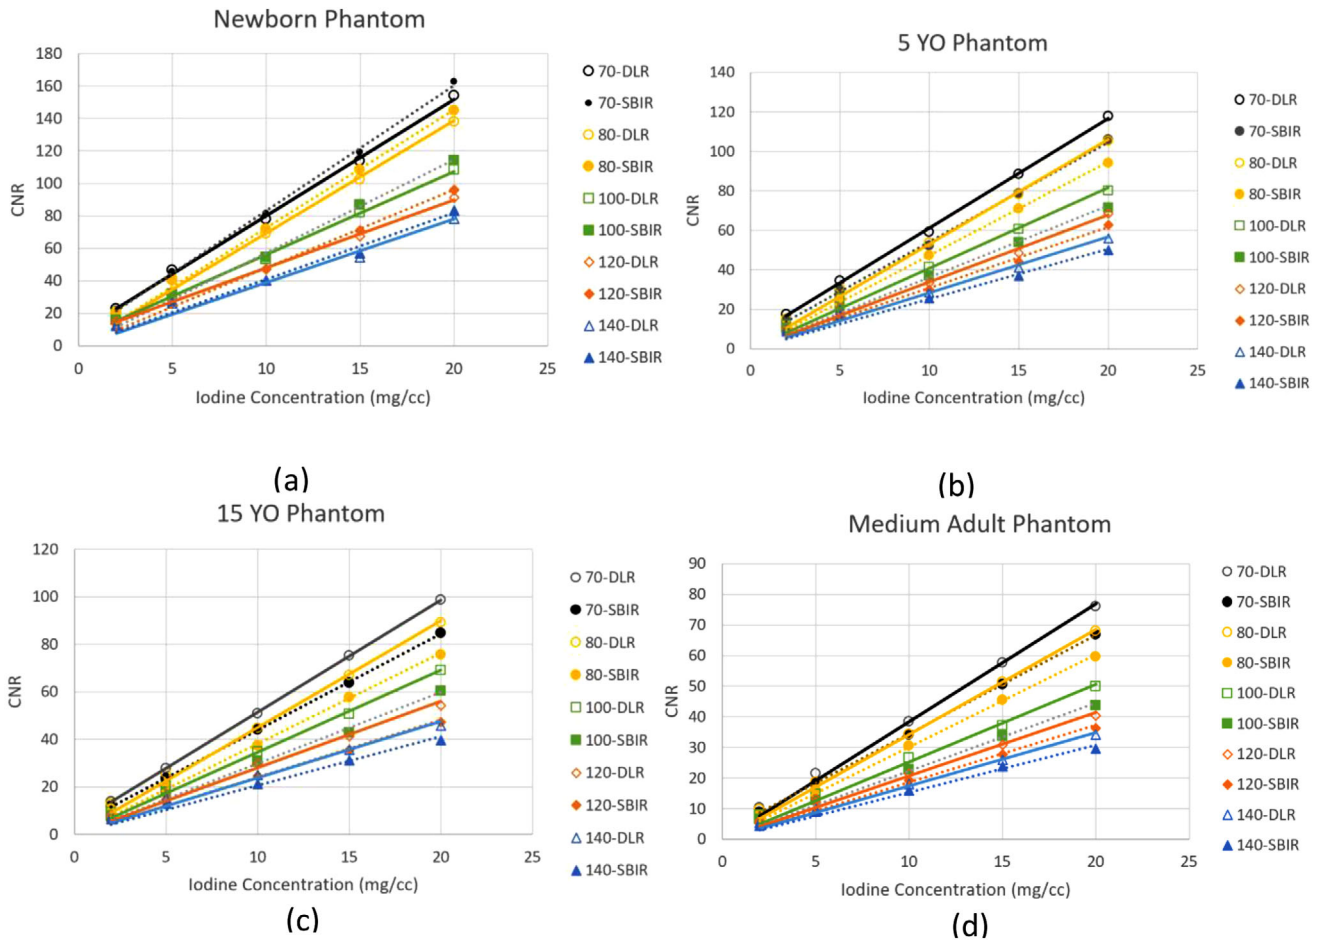 Newborn Phantom
180
160
140
120
100
80
60
40
20
0
CNR
0 5 10 15 20 25
Iodine Concentration (mg/cc)
70-DLR
70-SBIR
80-DLR
80-SBIR
100-DLR
100-SBIR
120-DLR
120-SBIR
140-DLR
140-SBIR
(a)
5 YO Phantom
140
120
100
80
60
40
20
0
CNR
0 5 10 15 20 25
Iodine Concentration (mg/cc)
70-DLR
70-SBIR
80-DLR
80-SBIR
100-DLR
100-SBIR
120-DLR
120-SBIR
140-DLR
140-SBIR
(b)
15 YO Phantom
120
100
80
60
40
20
0
CNR
0 5 10 15 20 25
Iodine Concentration (mg/cc)
70-DLR
70-SBIR
80-DLR
80-SBIR
100-DLR
100-SBIR
120-DLR
120-SBIR
140-DLR
140-SBIR
(c)
Medium Adult Phantom
90
80
70
60
50
40
30
20
10
0
CNR
0 5 10 15 20 25
Iodine Concentration (mg/cc)
70-DLR
70-SBIR
80-DLR
80-SBIR
100-DLR
100-SBIR
120-DLR
120-SBIR
140-DLR
140-SBIR
(d)